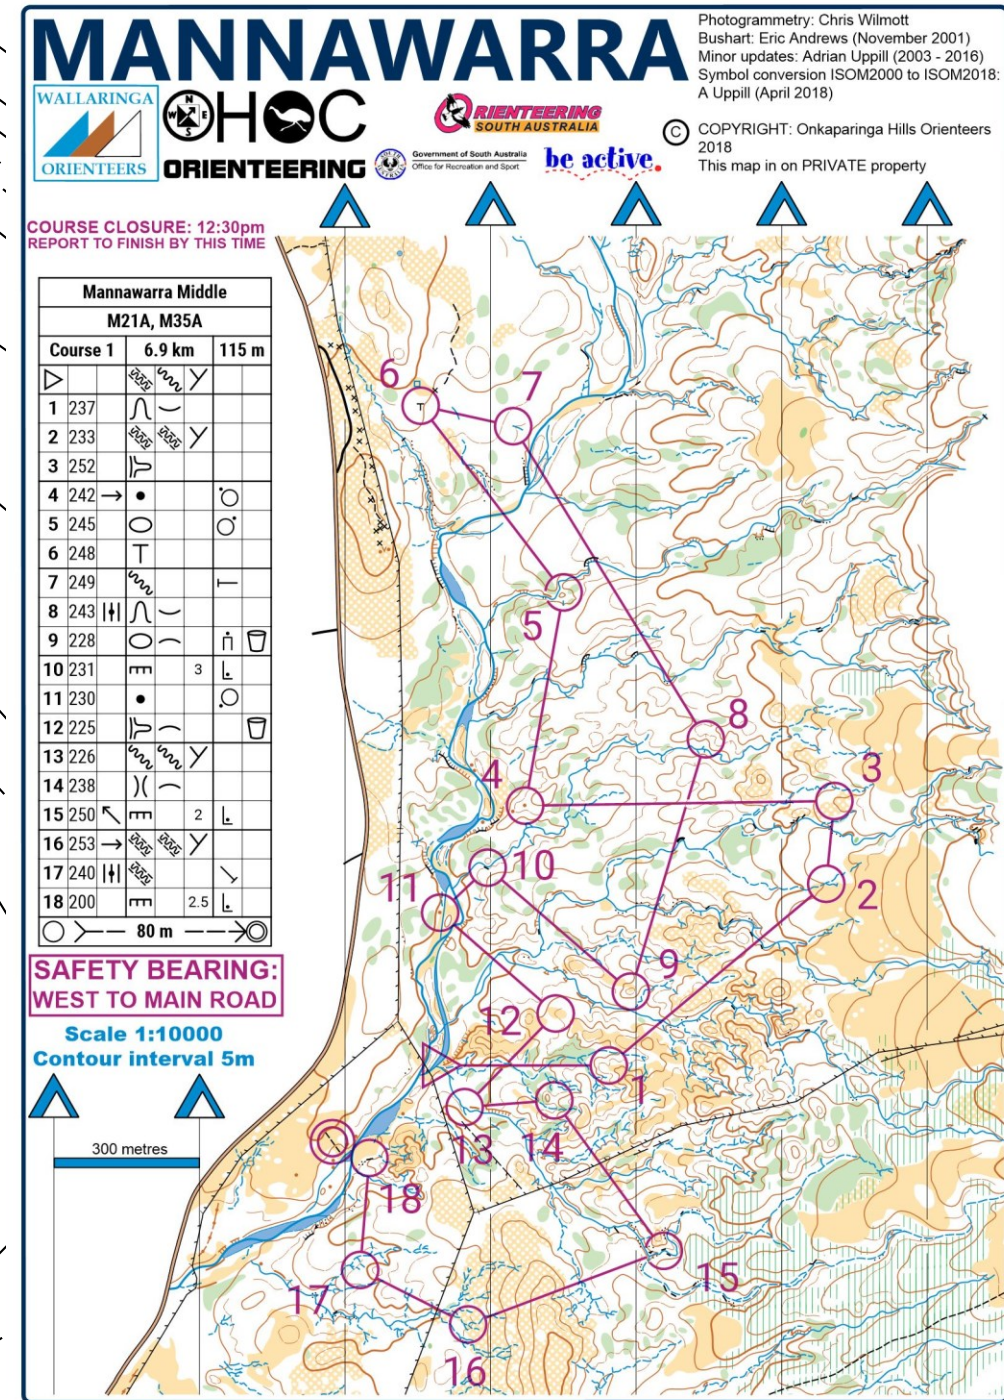 MANNAWARRA
Photogrammetry: Chris Wilmott
Bushart: Eric Andrews (November 2001)
Minor updates: Adrian Uppill (2003 - 2016)
Symbol conversion ISOM2000 to ISOM2018:
A Uppill (April 2018)
© COPYRIGHT: Onkaparinga Hills Orienteers
2018
This map in on PRIVATE property
WALLARINGA
ORIENTEERS
N
W E
S
OHOC
ORIENTEERING
ORIENTEERING
SOUTH AUSTRALIA
Government of South Australia
Office for Recreation and Sport
be active.
COURSE CLOSURE: 12:30pm
REPORT TO FINISH BY THIS TIME
Mannawarra Middle
M21A, M35A
Course 1 6.9 km 115 m
1 237
2 233
3 252
4 242
5 245
6 248
7 249
8 243
9 228
10 231 3
11 230
12 225
13 226
14 238
15 250 2
16 253
17 240
18 200 2.5
80 m
SAFETY BEARING:
WEST TO MAIN ROAD
Scale 1:10000
Contour interval 5m
300 metres
6
7
5
8
4
3
10
11
2
9
12
1
13
14
18
15
17
16